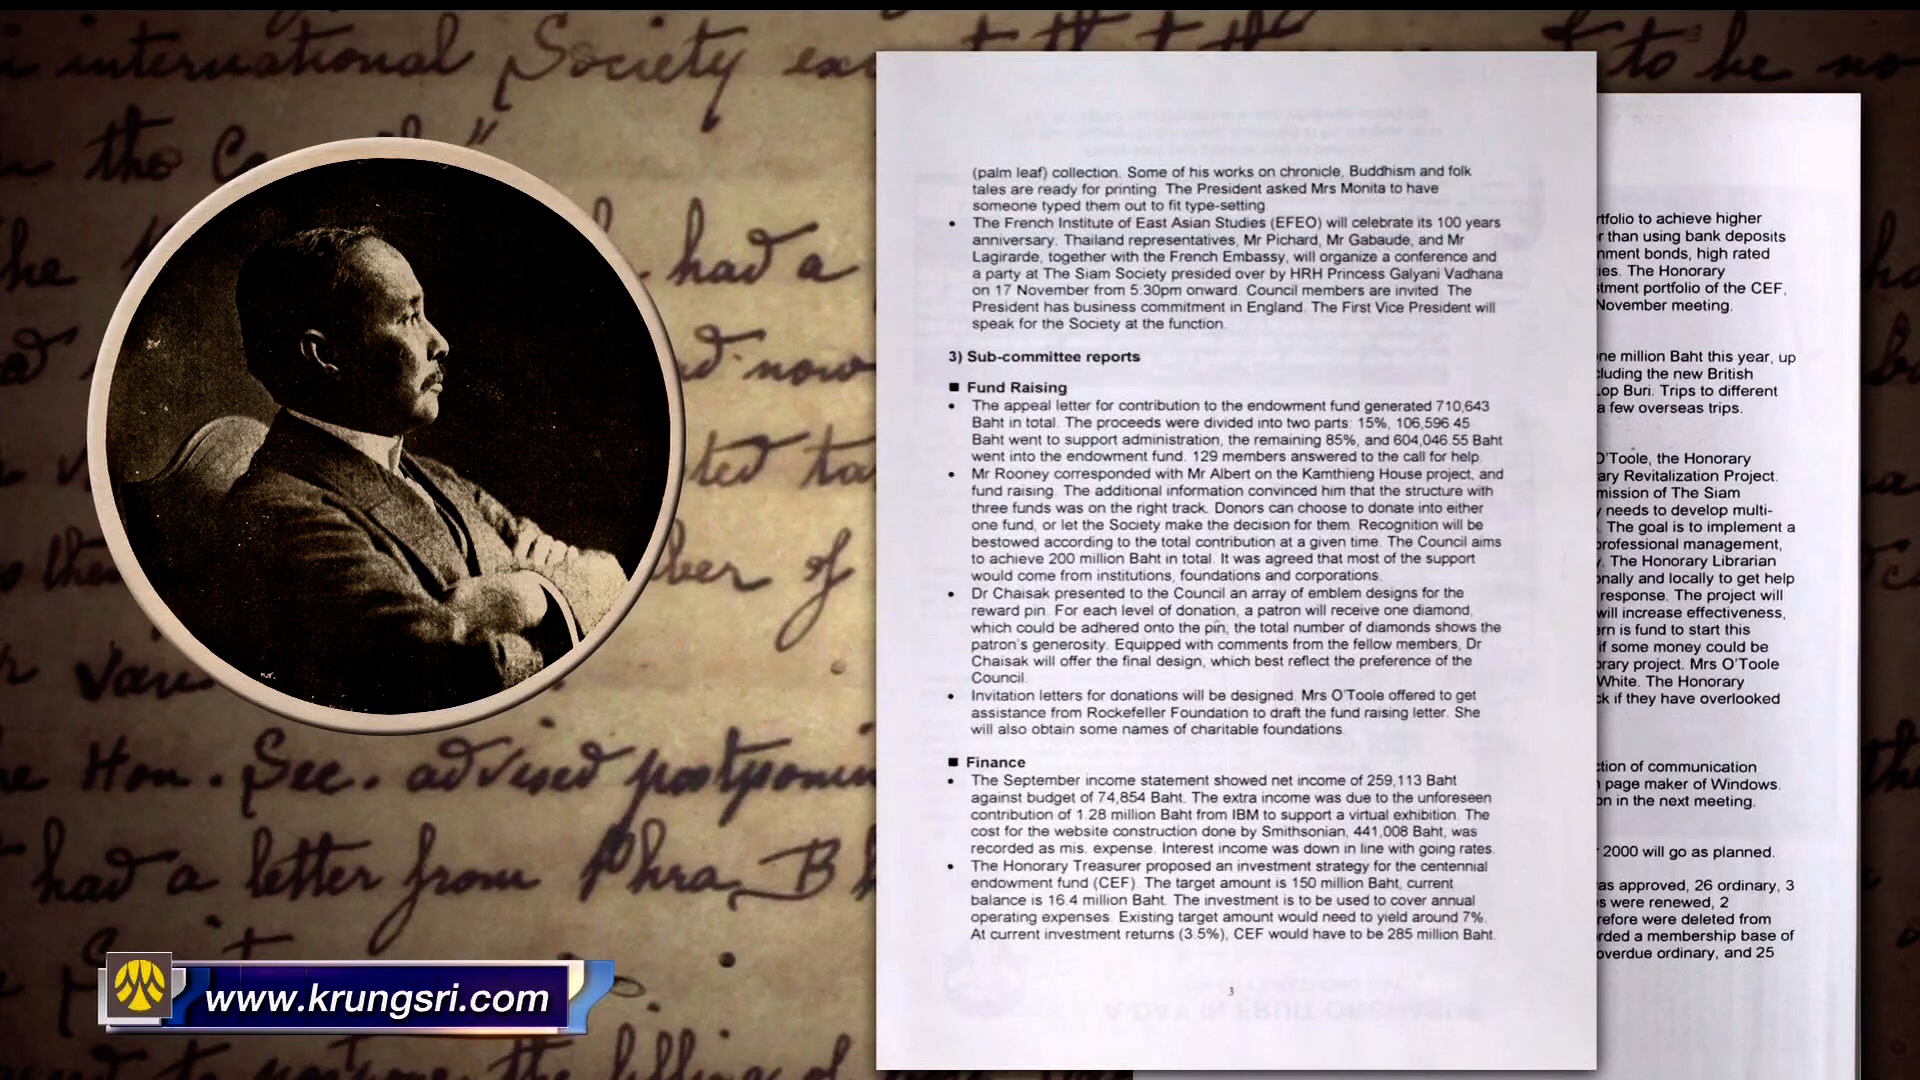 international Society
to be no
in the
had a
had now
ted
ber of
the Hon. Sec. advised
had a letter from Phra B
the killing of
www.krungsri.com
(palm leaf) collection. Some of his works on chronicle, Buddhism and folk
tales are ready for printing. The President asked Mrs Monita to have
someone typed them out to fit type-setting.
• The French Institute of East Asian Studies (EFEO) will celebrate its 100 years
anniversary. Thailand representatives, Mr Pichard, Mr Gabaude, and Mr
Lagirarde, together with the French Embassy, will organize a conference and
a party at The Siam Society presided over by HRH Princess Galyani Vadhana
on 17 November from 5:30pm onward. Council members are invited. The
President has business commitment in England. The First Vice President will
speak for the Society at the function.
3) Sub-committee reports
■ Fund Raising
• The appeal letter for contribution to the endowment fund generated 710,643
Baht in total. The proceeds were divided into two parts: 15%, 106,596.45
Baht went to support administration, the remaining 85%, and 604,046.55 Baht
went into the endowment fund. 129 members answered to the call for help.
• Mr Rooney corresponded with Mr Albert on the Kamthieng House project, and
fund raising. The additional information convinced him that the structure with
three funds was on the right track. Donors can choose to donate into either
one fund, or let the Society make the decision for them. Recognition will be
bestowed according to the total contribution at a given time. The Council aims
to achieve 200 million Baht in total. It was agreed that most of the support
would come from institutions, foundations and corporations.
• Dr Chaisak presented to the Council an array of emblem designs for the
reward pin. For each level of donation, a patron will receive one diamond,
which could be adhered onto the pin; the total number of diamonds shows the
patron's generosity. Equipped with comments from the fellow members, Dr
Chaisak will offer the final design, which best reflect the preference of the
Council.
• Invitation letters for donations will be designed. Mrs O'Toole offered to get
assistance from Rockefeller Foundation to draft the fund raising letter. She
will also obtain some names of charitable foundations.
■ Finance
• The September income statement showed net income of 259,113 Baht
against budget of 74,854 Baht. The extra income was due to the unforeseen
contribution of 1.28 million Baht from IBM to support a virtual exhibition. The
cost for the website construction done by Smithsonian, 441,008 Baht, was
recorded as mis. expense. Interest income was down in line with going rates.
• The Honorary Treasurer proposed an investment strategy for the centennial
endowment fund (CEF). The target amount is 150 million Baht, current
balance is 16.4 million Baht. The investment is to be used to cover annual
operating expenses. Existing target amount would need to yield around 7%.
At current investment returns (3.5%), CEF would have to be 285 million Baht.
3
rtfolio to achieve higher
r than using bank deposits
nment bonds, high rated
ies. The Honorary
stment portfolio of the CEF,
November meeting.
ne million Baht this year, up
cluding the new British
Lop Buri. Trips to different
a few overseas trips.
O'Toole, the Honorary
ary Revitalization Project.
mission of The Siam
y needs to develop multi-
. The goal is to implement a
professional management,
y. The Honorary Librarian
onally and locally to get help
response. The project will
will increase effectiveness,
ern is fund to start this
if some money could be
orary project. Mrs O'Toole
White. The Honorary
ck if they have overlooked
ction of communication
page maker of Windows.
on in the next meeting.
2000 will go as planned.
as approved, 26 ordinary, 3
s were renewed, 2
refore were deleted from
rded a membership base of
overdue ordinary, and 25